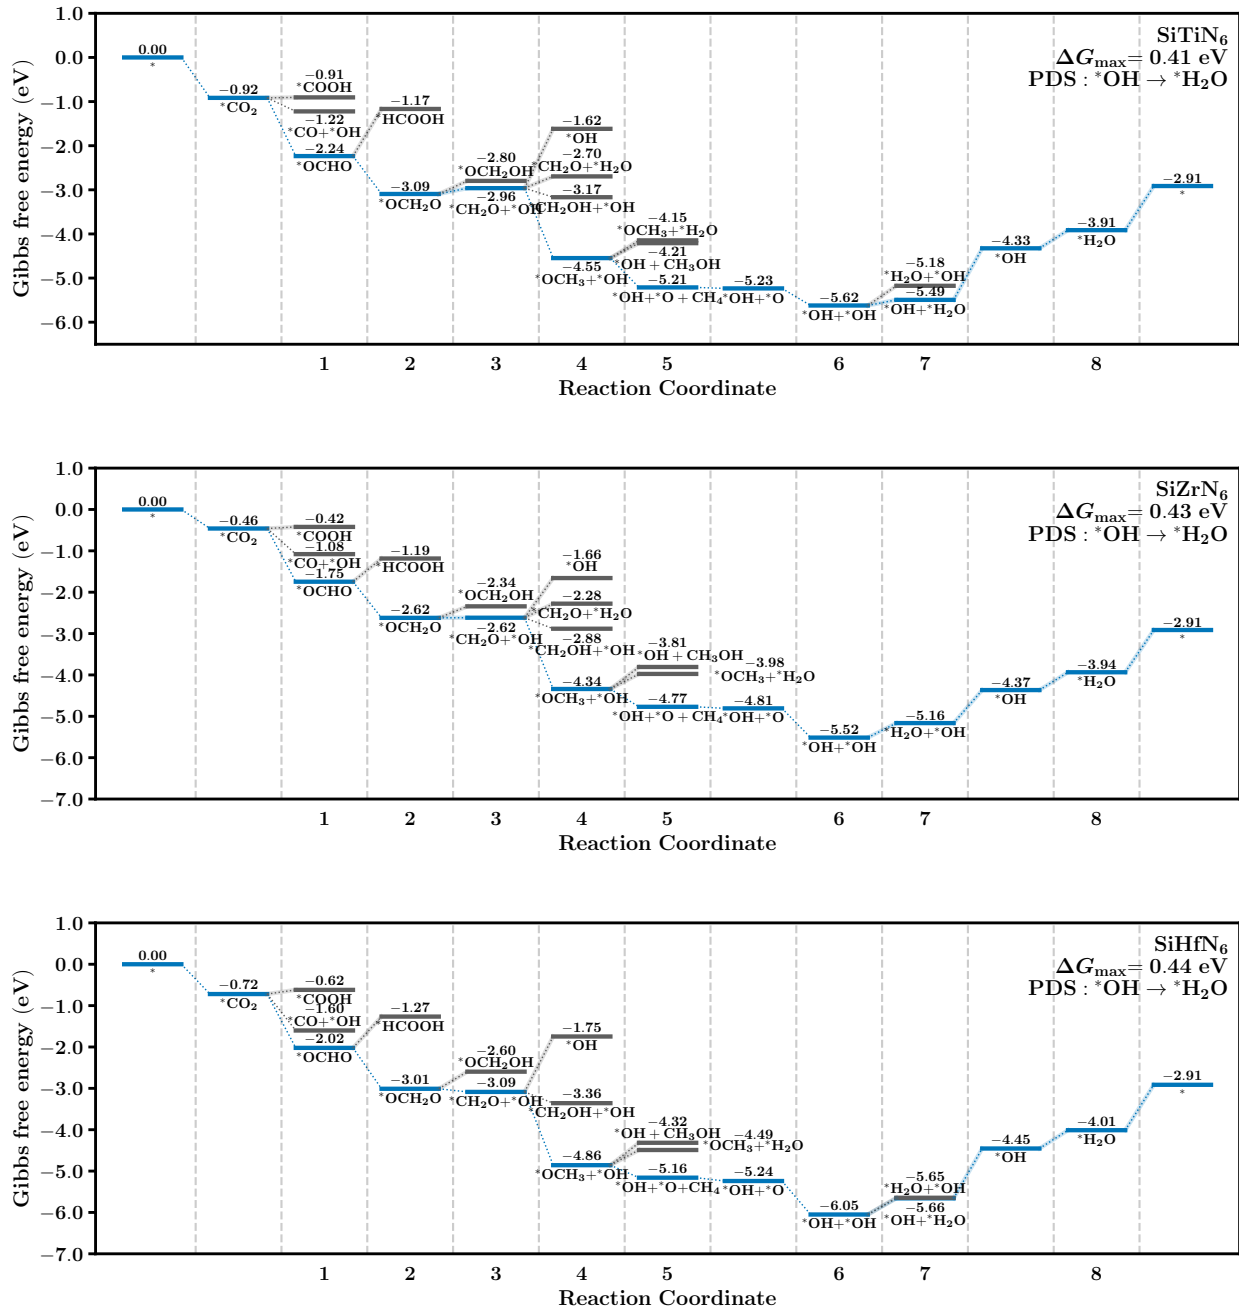 SiTiN₆
ΔG_max= 0.41 eV
PDS : *OH → *H₂O
Gibbs free energy (eV)
1.0
0.0
−1.0
−2.0
−3.0
−4.0
−5.0
−6.0
0.00
*
−0.92
*CO₂
−0.91
*COOH
−1.22
*CO+*OH
−2.24
*OCHO
−1.17
*HCOOH
−3.09
*OCH₂O
−2.80
*OCH₂OH
−2.96
*CH₂O+*OH
−1.62
*OH
−2.70
*CH₂O+*H₂O
−3.17
*CH₂OH+*OH
−4.55
*OCH₃+*OH
−4.15
*OCH₃+*H₂O
−4.21
*OH + CH₃OH
−5.21
*OH+*O + CH₄
−5.23
*OH+*O
−5.62
*OH+*OH
−5.18
*H₂O+*OH
−5.49
*OH+*H₂O
−4.33
*OH
−3.91
*H₂O
−2.91
*
1 2 3 4 5 6 7 8
Reaction Coordinate
SiZrN₆
ΔG_max= 0.43 eV
PDS : *OH → *H₂O
Gibbs free energy (eV)
1.0
0.0
−1.0
−2.0
−3.0
−4.0
−5.0
−6.0
−7.0
0.00
*
−0.46
*CO₂
−0.42
*COOH
−1.08
*CO+*OH
−1.75
*OCHO
−1.19
*HCOOH
−2.62
*OCH₂O
−2.34
*OCH₂OH
−2.62
*CH₂O+*OH
−1.66
*OH
−2.28
*CH₂O+*H₂O
−2.88
*CH₂OH+*OH
−4.34
*OCH₃+*OH
−3.81
*OH + CH₃OH
−3.98
*OCH₃+*H₂O
−4.77
*OH+*O + CH₄
−4.81
*OH+*O
−5.52
*OH+*OH
−5.16
*H₂O+*OH
−4.37
*OH
−3.94
*H₂O
−2.91
*
1 2 3 4 5 6 7 8
Reaction Coordinate
SiHfN₆
ΔG_max= 0.44 eV
PDS : *OH → *H₂O
Gibbs free energy (eV)
1.0
0.0
−1.0
−2.0
−3.0
−4.0
−5.0
−6.0
−7.0
0.00
*
−0.72
*CO₂
−0.62
*COOH
−1.60
*CO+*OH
−2.02
*OCHO
−1.27
*HCOOH
−3.01
*OCH₂O
−2.60
*OCH₂OH
−3.09
*CH₂O+*OH
−1.75
*OH
−3.36
*CH₂OH+*OH
−4.86
*OCH₃+*OH
−4.32
*OH + CH₃OH
−4.49
*OCH₃+*H₂O
−5.16
*OH+*O+CH₄
−5.24
*OH+*O
−6.05
*OH+*OH
−5.65
*H₂O+*OH
−5.66
*OH+*H₂O
−4.45
*OH
−4.01
*H₂O
−2.91
*
1 2 3 4 5 6 7 8
Reaction Coordinate